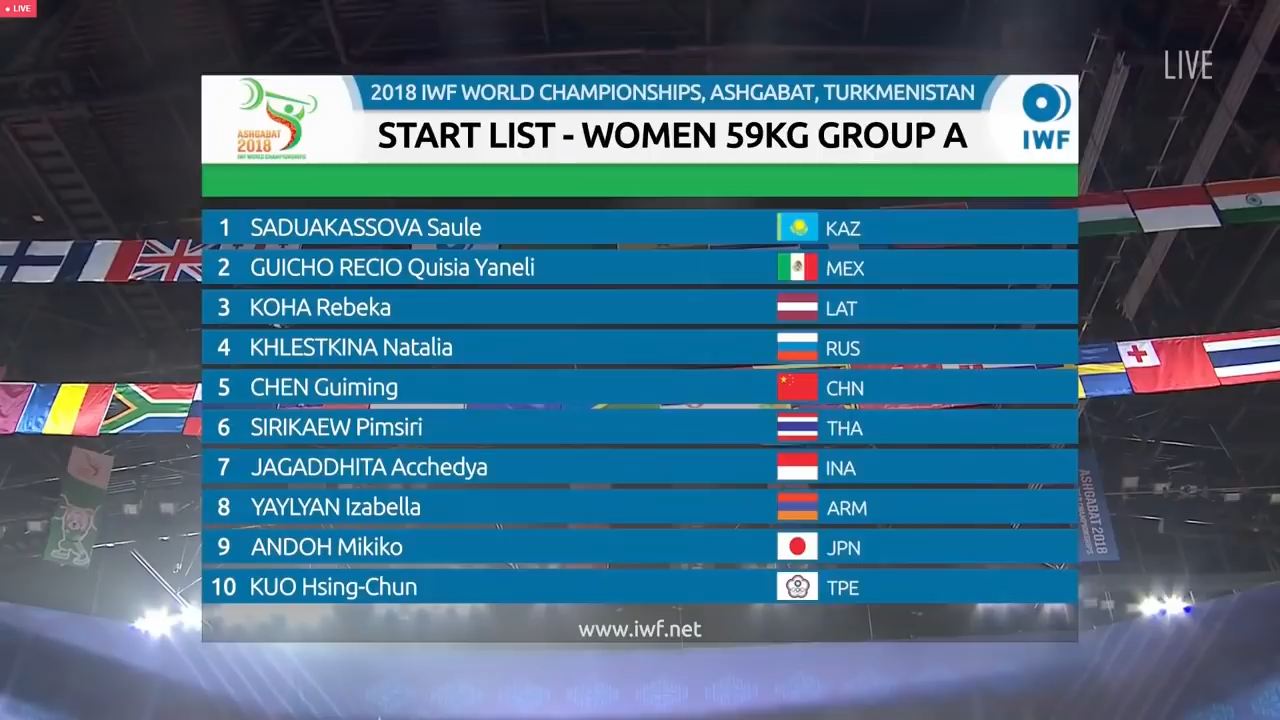 LIVE
LIVE
2018 IWF WORLD CHAMPIONSHIPS, ASHGABAT, TURKMENISTAN
START LIST - WOMEN 59KG GROUP A
ASHGABAT
2018
IWF WORLD CHAMPIONSHIPS
IWF
1 SADUAKASSOVA Saule KAZ
2 GUICHO RECIO Quisia Yaneli MEX
3 KOHA Rebeka LAT
4 KHLESTKINA Natalia RUS
5 CHEN Guiming CHN
6 SIRIKAEW Pimsiri THA
7 JAGADDHITA Acchedya INA
8 YAYLYAN Izabella ARM
9 ANDOH Mikiko JPN
10 KUO Hsing-Chun TPE
www.iwf.net
ASHGABAT 2018